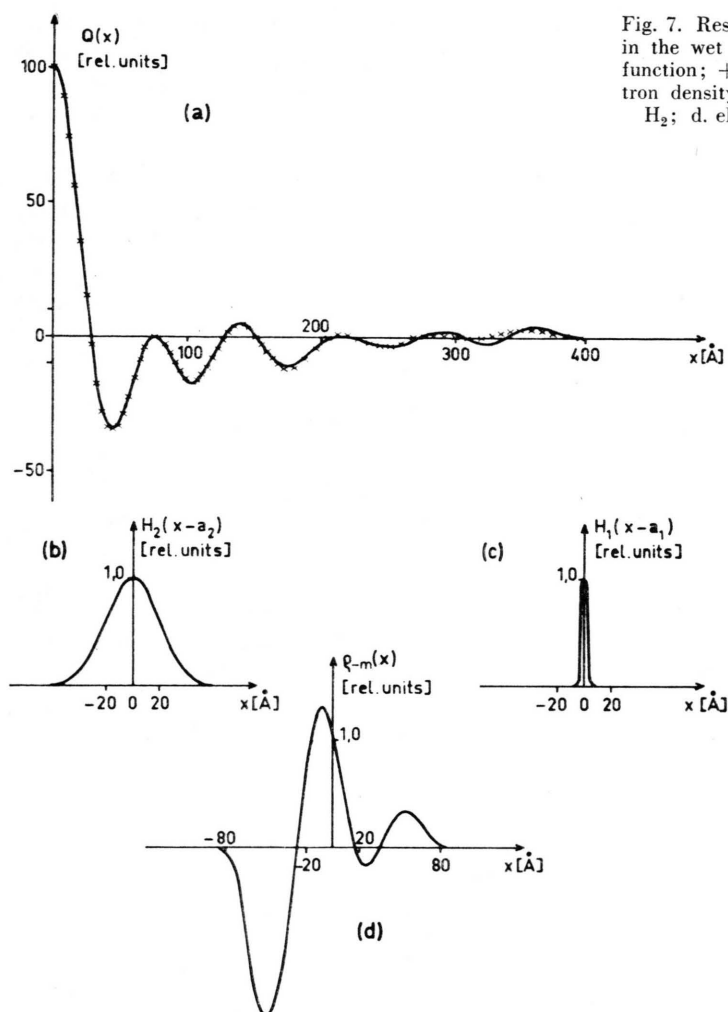 Fig. 7. Res
in the wet
function; +
tron density
H₂; d. el
Q(x)
[rel.units]
(a)
100
50
0
-50
100
200
300
400
x[Å]
(b)
H₂(x-a₂)
[rel.units]
1,0
-20 0 20
x[Å]
(c)
H₁(x-a₁)
[rel.units]
1,0
-20 0 20
x[Å]
ϱ-m(x)
[rel.units]
1,0
-80
-20
20
80
x[Å]
(d)